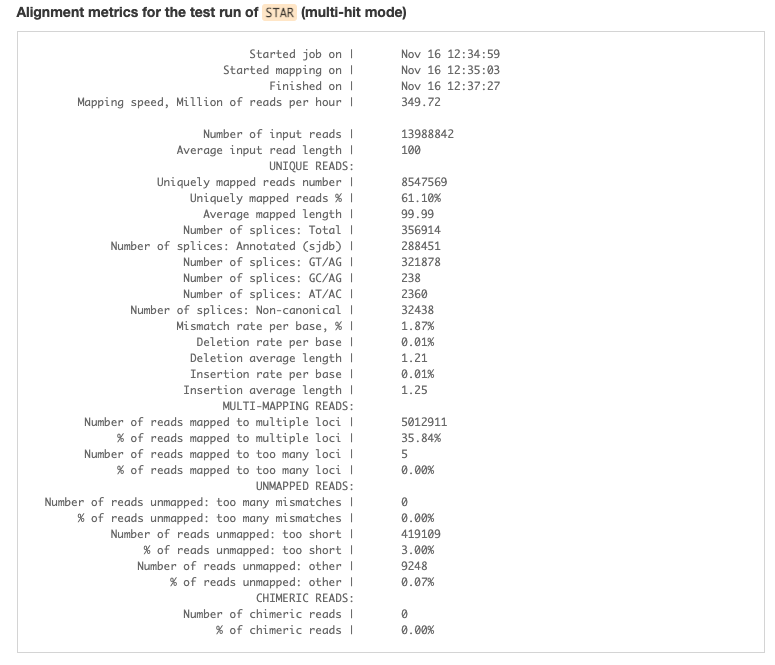 Alignment metrics for the test run of STAR (multi-hit mode)
Started job on | Nov 16 12:34:59
Started mapping on | Nov 16 12:35:03
Finished on | Nov 16 12:37:27
Mapping speed, Million of reads per hour | 349.72
Number of input reads | 13988842
Average input read length | 100
UNIQUE READS:
Uniquely mapped reads number | 8547569
Uniquely mapped reads % | 61.10%
Average mapped length | 99.99
Number of splices: Total | 356914
Number of splices: Annotated (sjdb) | 288451
Number of splices: GT/AG | 321878
Number of splices: GC/AG | 238
Number of splices: AT/AC | 2360
Number of splices: Non-canonical | 32438
Mismatch rate per base, % | 1.87%
Deletion rate per base | 0.01%
Deletion average length | 1.21
Insertion rate per base | 0.01%
Insertion average length | 1.25
MULTI-MAPPING READS:
Number of reads mapped to multiple loci | 5012911
% of reads mapped to multiple loci | 35.84%
Number of reads mapped to too many loci | 5
% of reads mapped to too many loci | 0.00%
UNMAPPED READS:
Number of reads unmapped: too many mismatches | 0
% of reads unmapped: too many mismatches | 0.00%
Number of reads unmapped: too short | 419109
% of reads unmapped: too short | 3.00%
Number of reads unmapped: other | 9248
% of reads unmapped: other | 0.07%
CHIMERIC READS:
Number of chimeric reads | 0
% of chimeric reads | 0.00%